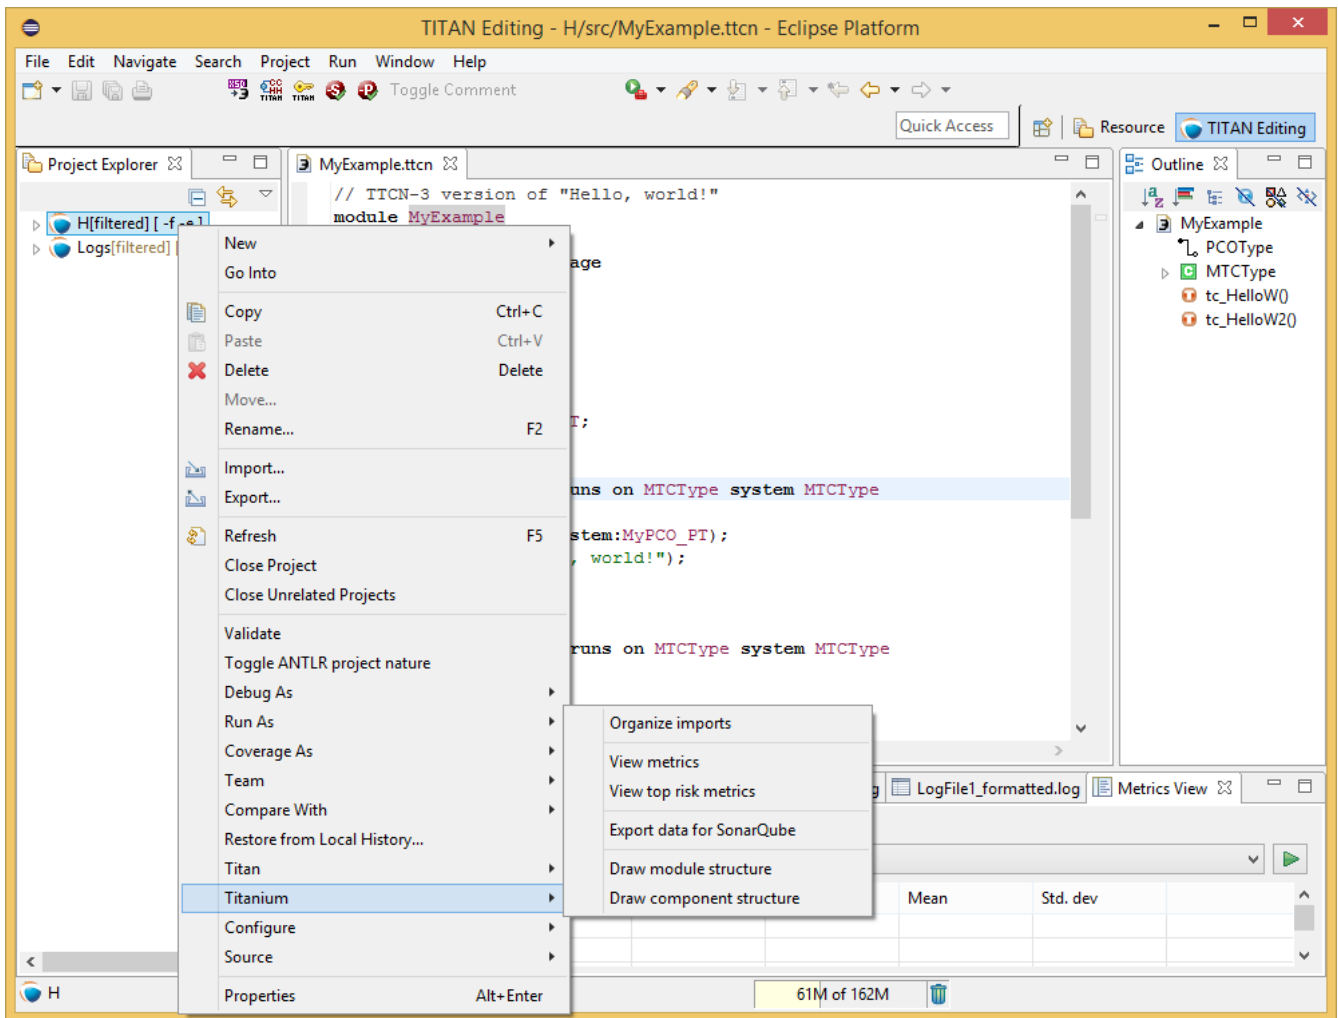 TITAN Editing - H/src/MyExample.ttcn - Eclipse Platform
File Edit Navigate Search Project Run Window Help
Toggle Comment
Quick Access
Resource
TITAN Editing
Project Explorer
MyExample.ttcn
Outline
H[filtered] [ -f -e ]
Logs[filtered] [
// TTCN-3 version of "Hello, world!"
module MyExample
age
T;
uns on MTCType system MTCType
stem:MyPCO_PT);
, world!");
runs on MTCType system MTCType
MyExample
PCOType
MTCType
tc_HelloW()
tc_HelloW2()
New
Go Into
Copy Ctrl+C
Paste Ctrl+V
Delete Delete
Move...
Rename... F2
Import...
Export...
Refresh F5
Close Project
Close Unrelated Projects
Validate
Toggle ANTLR project nature
Debug As
Run As
Coverage As
Team
Compare With
Restore from Local History...
Titan
Titanium
Configure
Source
Properties Alt+Enter
Organize imports
View metrics
View top risk metrics
Export data for SonarQube
Draw module structure
Draw component structure
g
LogFile1_formatted.log
Metrics View
Mean Std. dev
H
61M of 162M